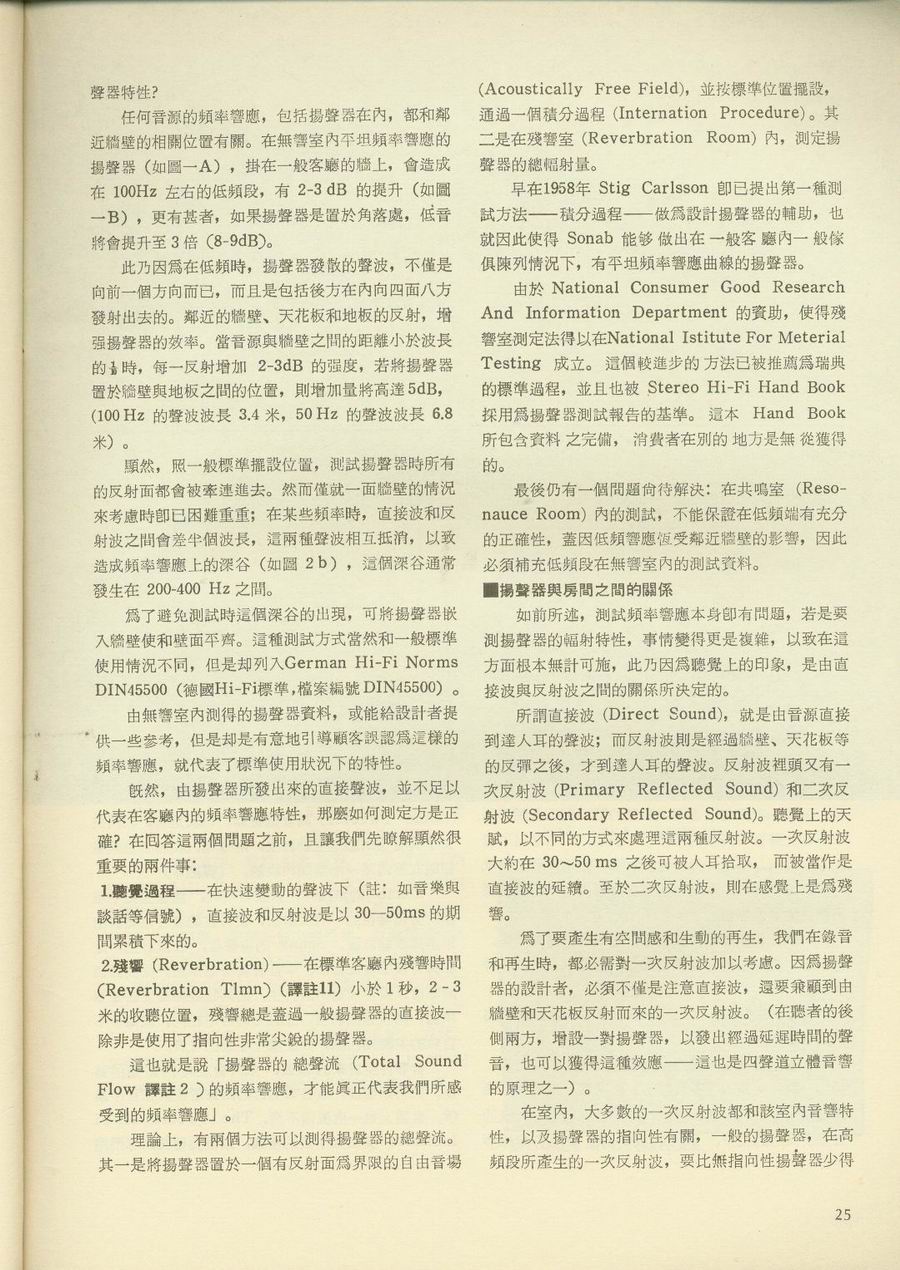 聲器特性?
任何音源的頻率響應，包括揚聲器在內，都和鄰
近牆壁的相關位置有關。在無響室內平坦頻率響應的
揚聲器（如圖一A），掛在一般客廳的牆上，會造成
在 100Hz 左右的低頻段，有 2-3 dB 的提升（如圖
一B），更有甚者，如果揚聲器是置於角落處，低音
將會提升至 3 倍（8-9dB）。
此乃因爲在低頻時，揚聲器發散的聲波，不僅是
向前一個方向而已，而且是包括後方在內向四面八方
發射出去的。鄰近的牆壁、天花板和地板的反射，增
强揚聲器的效率。當音源與牆壁之間的距離小於波長
的 時，每一反射增加 2-3dB 的强度，若將揚聲器
置於牆壁與地板之間的位置，則增加量將高達 5dB，
(100 Hz 的聲波波長 3.4 米，50 Hz 的聲波波長 6.8
米）。
顯然，照一般標準擺設位置，測試揚聲器時所有
的反射面都會被牽連進去。然而僅就一面牆壁的情況
來考慮時卽已困難重重；在某些頻率時，直接波和反
射波之間會差半個波長，這兩種聲波相互抵消，以致
造成頻率響應上的深谷（如圖 2 b ），這個深谷通常
發生在 200-400 Hz 之間。
爲了避免測試時這個深谷的出現，可將揚聲器嵌
入牆壁使和壁面平齊。這種測試方式當然和一般標準
使用情況不同，但是却列入German Hi-Fi Norms
DIN45500（德國Hi-Fi標準，檔案編號 DIN45500）。
由無響室內測得的揚聲器資料，或能給設計者提
供一些參考，但是却是有意地引導顧客誤認爲這樣的
頻率響應，就代表了標準使用狀況下的特性。
旣然，由揚聲器所發出來的直接聲波，並不足以
代表在客廳內的頻率響應特性，那麼如何測定方是正
確? 在回答這兩個問題之前，且讓我們先瞭解顯然很
重要的兩件事：
1.聽覺過程——在快速變動的聲波下（註：如音樂與
談話等信號），直接波和反射波是以 30—50ms 的期
間累積下來的。
2.殘響 (Reverbration) ——在標準客廳內殘響時間
(Reverbration Tlmn) (譯註11) 小於 1 秒，2 - 3
米的收聽位置，殘響總是蓋過一般揚聲器的直接波—
除非是使用了指向性非常尖銳的揚聲器。
這也就是說「揚聲器的 總聲流 (Total Sound
Flow 譯註 2 ）的頻率響應，才能眞正代表我們所感
受到的頻率響應」。
理論上，有兩個方法可以測得揚聲器的總聲流。
其一是將揚聲器置於一個有反射面爲界限的自由音場
(Acoustically Free Field)，並按標準位置擺設，
通過一個積分過程 (Internation Procedure)。其
二是在殘響室 (Reverbration Room) 內，測定揚
聲器的總幅射量。
早在1958年 Stig Carlsson 卽已提出第一種測
試方法——積分過程——做爲設計揚聲器的輔助，也
就因此使得 Sonab 能够 做出在 一般客 廳內一 般傢
俱陳列情況下，有平坦頻率響應曲線的揚聲器。
由於 National Consumer Good Research
And Information Department 的資助，使得殘
響室測定法得以在National Istitute For Meterial
Testing 成立。 這個較進步的 方法已被推薦爲瑞典
的標準過程，並且也被 Stereo Hi-Fi Hand Book
採用爲揚聲器測試報告的基準。 這本 Hand Book
所包含資料 之完備， 消費者在別的 地方是無 從獲得
的。
最後仍有一個問題尙待解決：在共鳴室 (Reso-
nauce Room) 內的測試，不能保證在低頻端有充分
的正確性，蓋因低頻響應恆受鄰近牆壁的影響，因此
必須補充低頻段在無響室內的測試資料。
■揚聲器與房間之間的關係
如前所述，測試頻率響應本身卽有問題，若是要
測揚聲器的幅射特性，事情變得更是複雜，以致在這
方面根本無計可施，此乃因爲聽覺上的印象，是由直
接波與反射波之間的關係所決定的。
所謂直接波 (Direct Sound)，就是由音源直接
到達人耳的聲波；而反射波則是經過牆壁、天花板等
的反彈之後，才到達人耳的聲波。反射波裡頭又有一
次反射波 (Primary Reflected Sound) 和二次反
射波 (Secondary Reflected Sound)。聽覺上的天
賦，以不同的方式來處理這兩種反射波。一次反射波
大約在 30～50 ms 之後可被人耳拾取， 而被當作是
直接波的延續。至於二次反射波，則在感覺上是爲殘
響。
爲了要產生有空間感和生動的再生，我們在錄音
和再生時，都必需對一次反射波加以考慮。因爲揚聲
器的設計者，必須不僅是注意直接波，還要兼顧到由
牆壁和天花板反射而來的一次反射波。（在聽者的後
側兩方，增設一對揚聲器，以發出經過延遲時間的聲
音，也可以獲得這種效應——這也是四聲道立體音響
的原理之一）。
在室內，大多數的一次反射波都和該室內音響特
性，以及揚聲器的指向性有關，一般的揚聲器，在高
頻段所產生的一次反射波，要比無指向性揚聲器少得
25